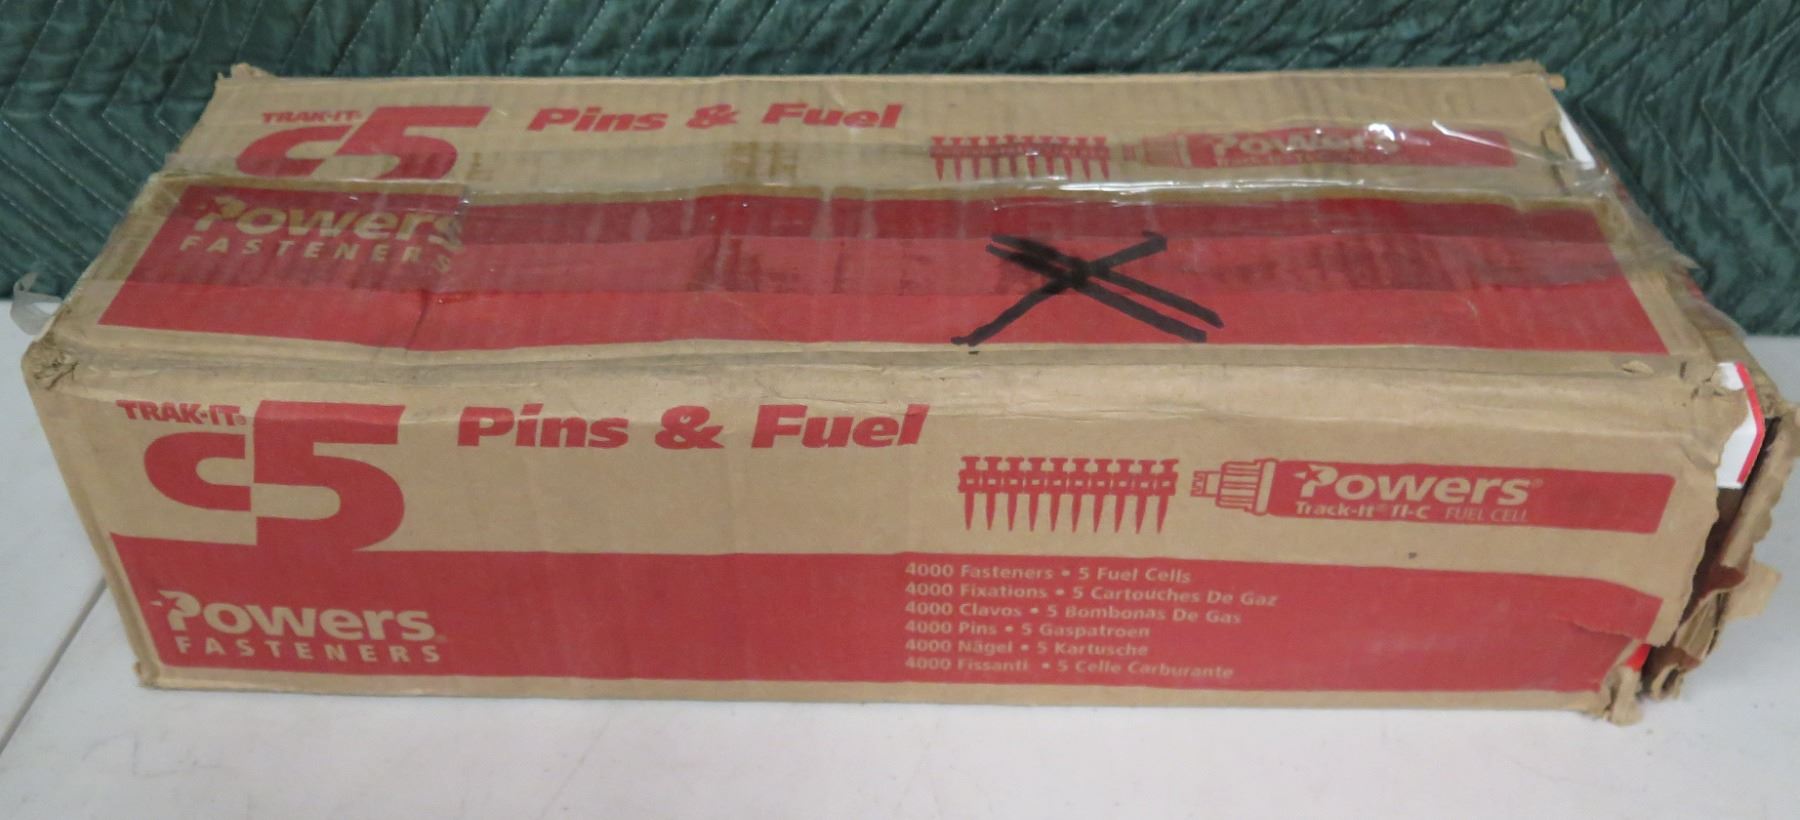 TRAK-IT®
C5 Pins & Fuel
Powers
Powers
FASTENERS
TRAK-IT®
C5 Pins & Fuel
Powers®
Track-It® 11-C FUEL CELL
4000 Fasteners • 5 Fuel Cells
4000 Fixations • 5 Cartouches De Gaz
4000 Clavos • 5 Bombonas De Gas
4000 Pins • 5 Gaspatroen
4000 Nägel • 5 Kartusche
4000 Fissanti • 5 Celle Carburante
Powers
FASTENERS